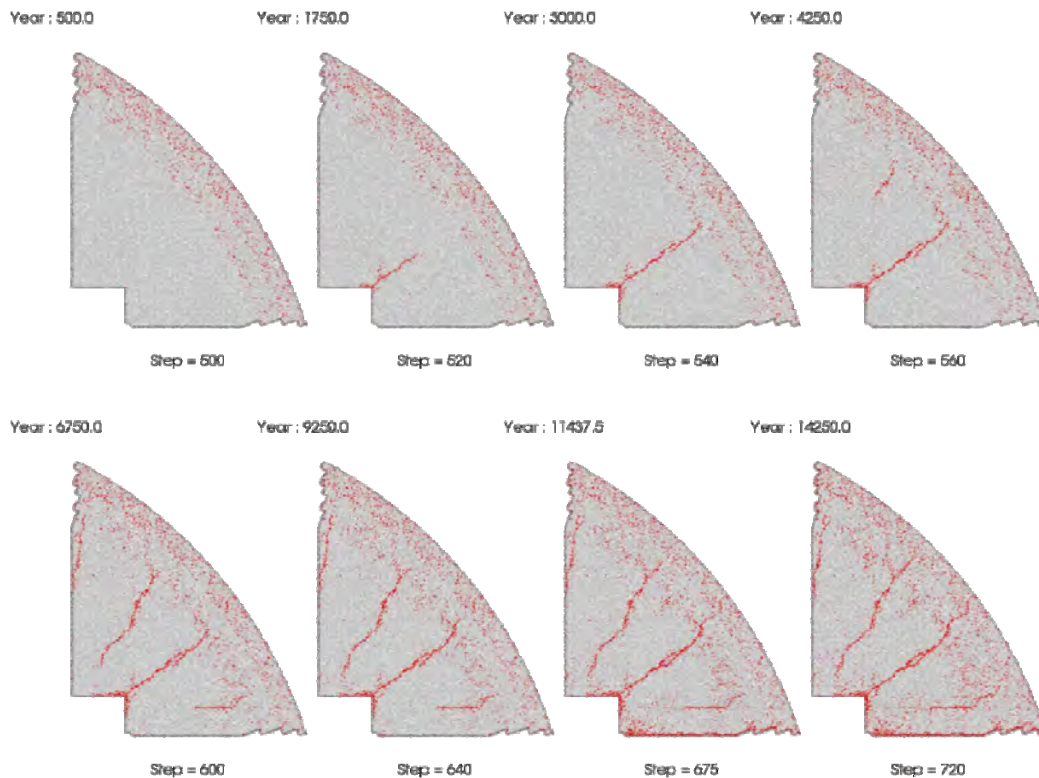 Year : 500.0 Year : 1750.0 Year : 3000.0 Year : 4250.0
Step = 500 Step = 520 Step = 540 Step = 560
Year : 6750.0 Year : 9250.0 Year : 11437.5 Year : 14250.0
Step = 600 Step = 640 Step = 675 Step = 720